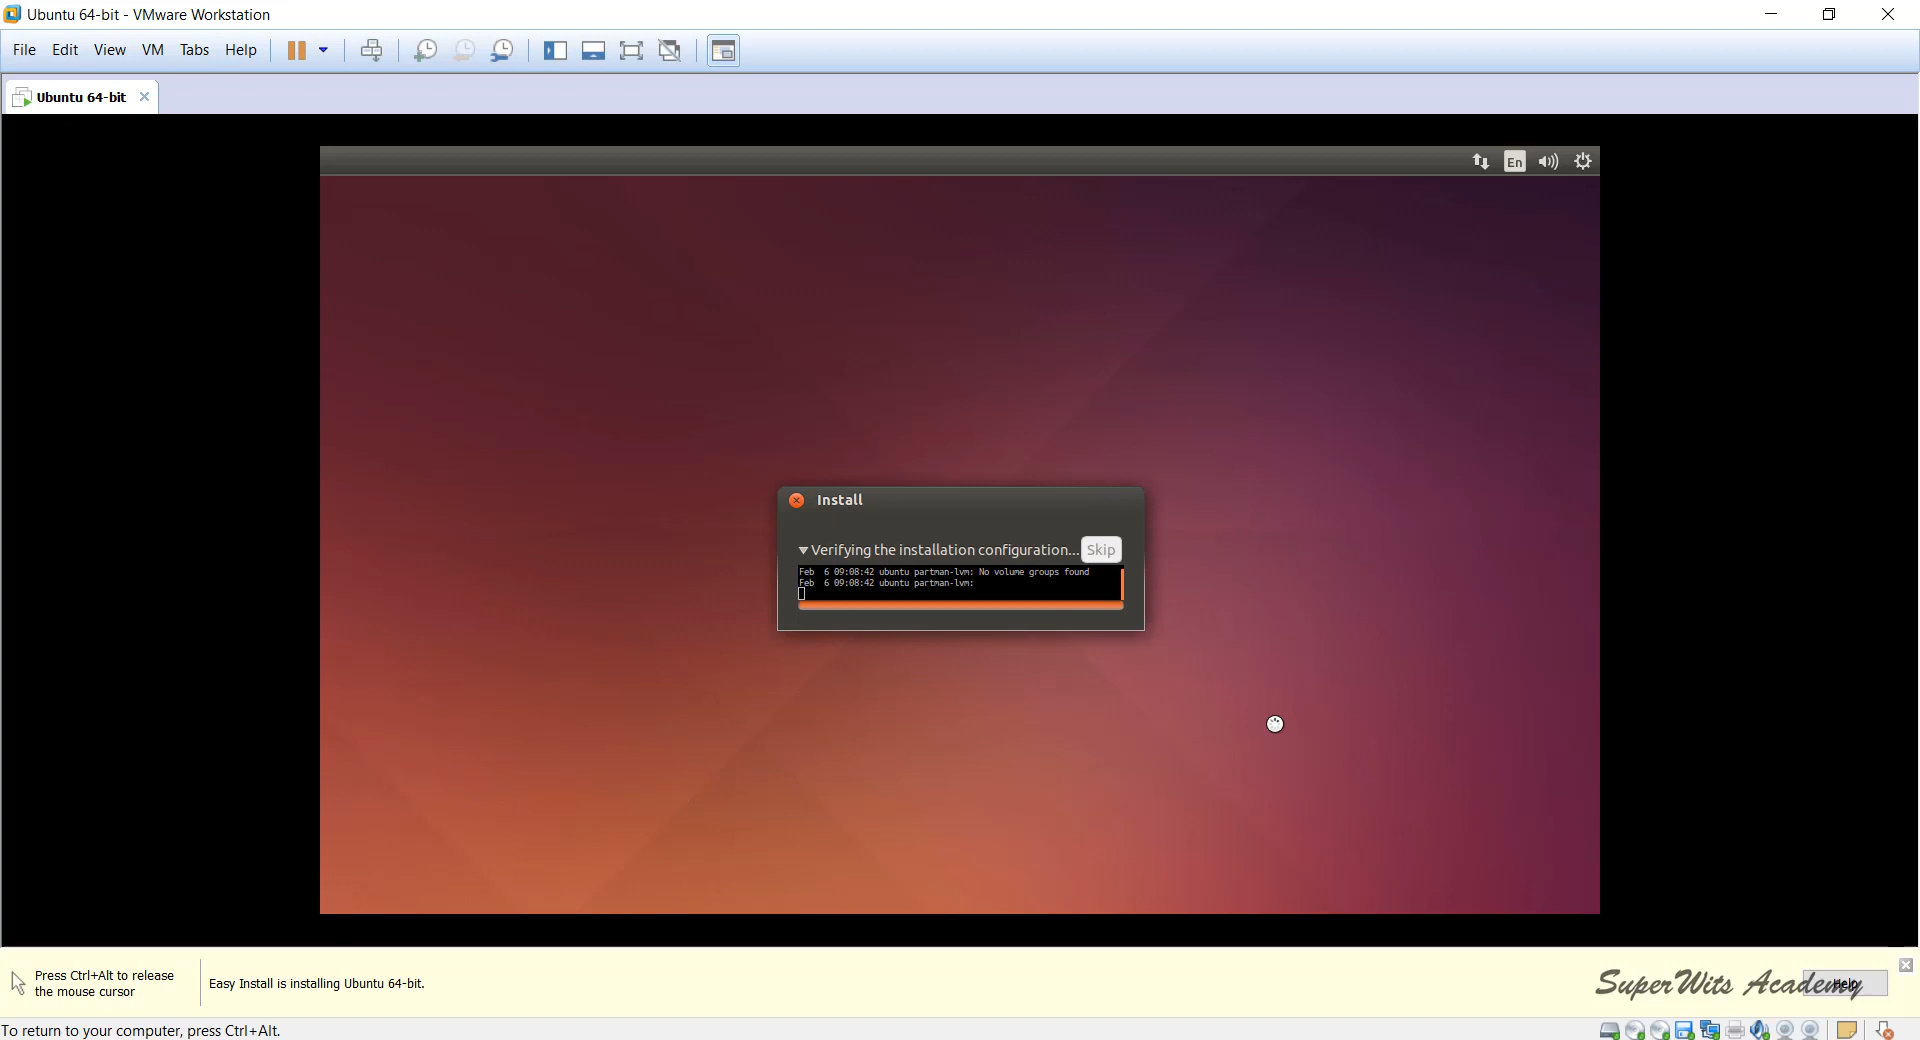 Ubuntu 64-bit - VMware Workstation
File Edit View VM Tabs Help
Ubuntu 64-bit
En
Install
Verifying the installation configuration... Skip
Feb  6 09:08:42 ubuntu partman-lvm: No volume groups found
Feb  6 09:08:42 ubuntu partman-lvm:
Press Ctrl+Alt to release
the mouse cursor
Easy Install is installing Ubuntu 64-bit.
SuperWits Academy
Help
To return to your computer, press Ctrl+Alt.